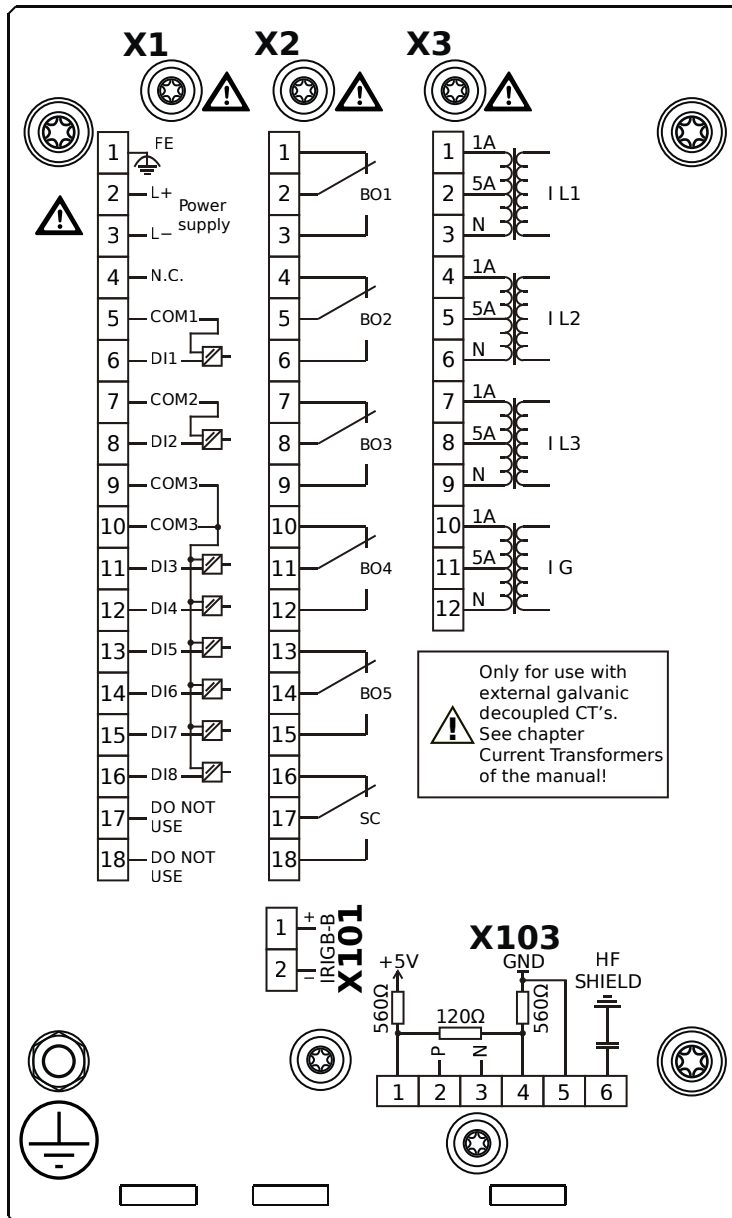 X1 X2 X3
1 FE
2 L+
Power
supply
3 L−
4 N.C.
5 COM1
6 DI1
7 COM2
8 DI2
9 COM3
10 COM3
11 DI3
12 DI4
13 DI5
14 DI6
15 DI7
16 DI8
17 DO NOT
USE
18 DO NOT
USE
1
2 BO1
3
4
5 BO2
6
7
8 BO3
9
10
11 BO4
12
13
14 BO5
15
16
17 SC
18
1 1A
2 5A I L1
3 N
4 1A
5 5A I L2
6 N
7 1A
8 5A I L3
9 N
10 1A
11 5A I G
12 N
Only for use with
external galvanic
decoupled CT's.
See chapter
Current Transformers
of the manual!
1 +
2 −
IRIGB-B
X101
X103
+5V GND HF
SHIELD
560Ω 120Ω 560Ω
P N
1 2 3 4 5 6